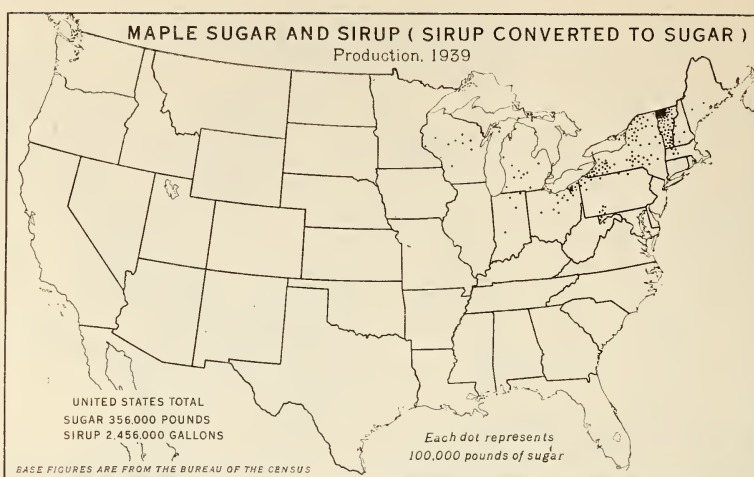 MAPLE SUGAR AND SIRUP ( SIRUP CONVERTED TO SUGAR )
Production, 1939
UNITED STATES TOTAL
SUGAR 356,000 POUNDS
SIRUP 2,456,000 GALLONS
Each dot represents
100,000 pounds of sugar
BASE FIGURES ARE FROM THE BUREAU OF THE CENSUS